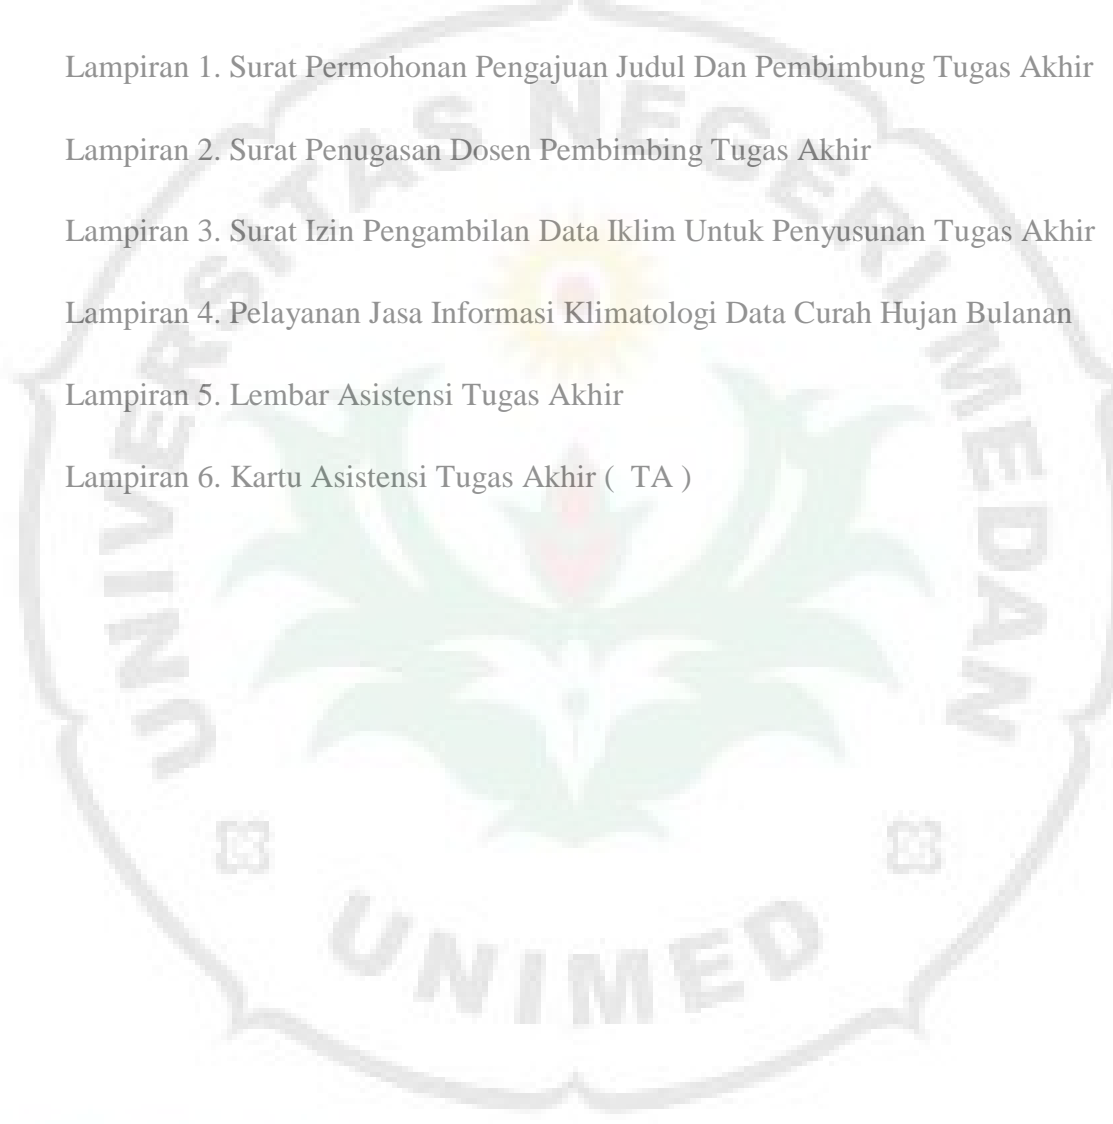 Lampiran 1. Surat Permohonan Pengajuan Judul Dan Pembimbung Tugas Akhir
Lampiran 2. Surat Penugasan Dosen Pembimbing Tugas Akhir
Lampiran 3. Surat Izin Pengambilan Data Iklim Untuk Penyusunan Tugas Akhir
Lampiran 4. Pelayanan Jasa Informasi Klimatologi Data Curah Hujan Bulanan
Lampiran 5. Lembar Asistensi Tugas Akhir
Lampiran 6. Kartu Asistensi Tugas Akhir (  TA )
UNIVERSITAS NEGERI MEDAN
UNIMED